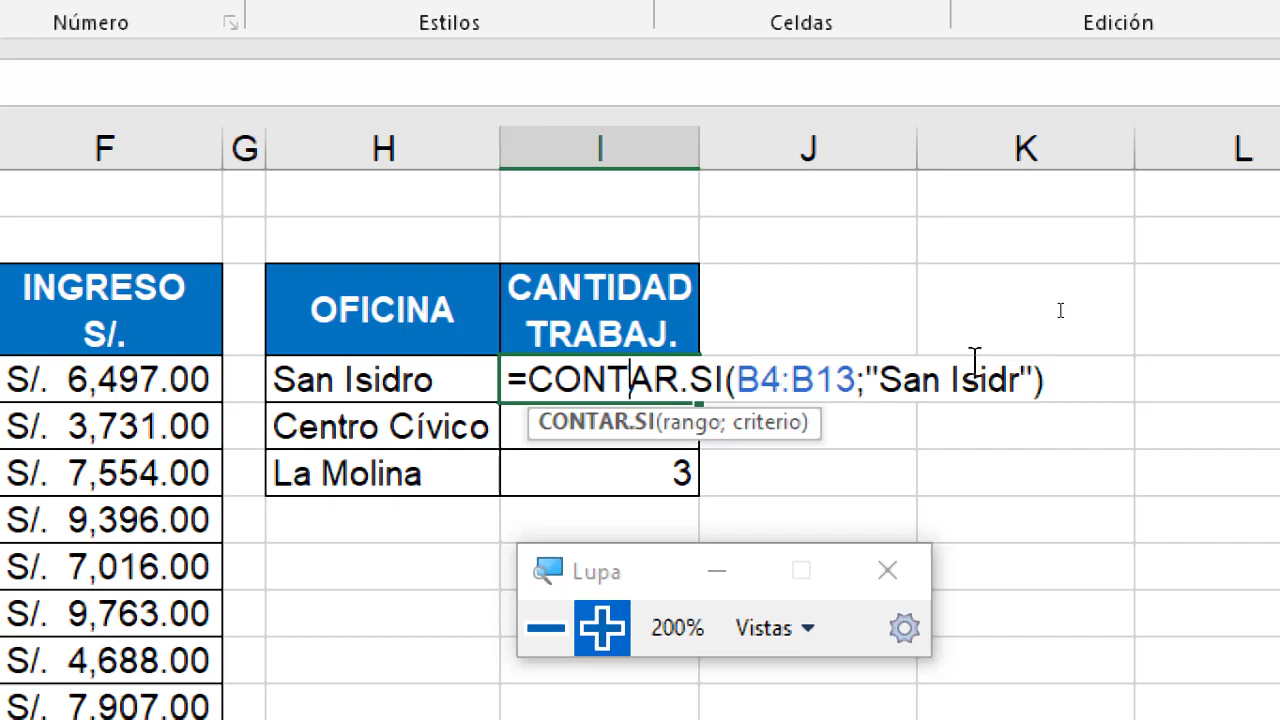 Número Estilos Celdas Edición
F G H I J K L
INGRESO
S/.
OFICINA
CANTIDAD
TRABAJ.
S/. 6,497.00 San Isidro =CONTAR.SI(B4:B13;"San Isidr")
CONTAR.SI(rango; criterio)
S/. 3,731.00 Centro Cívico
S/. 7,554.00 La Molina 3
S/. 9,396.00
S/. 7,016.00
S/. 9,763.00
S/. 4,688.00
S/. 7,907.00
Lupa
200% Vistas